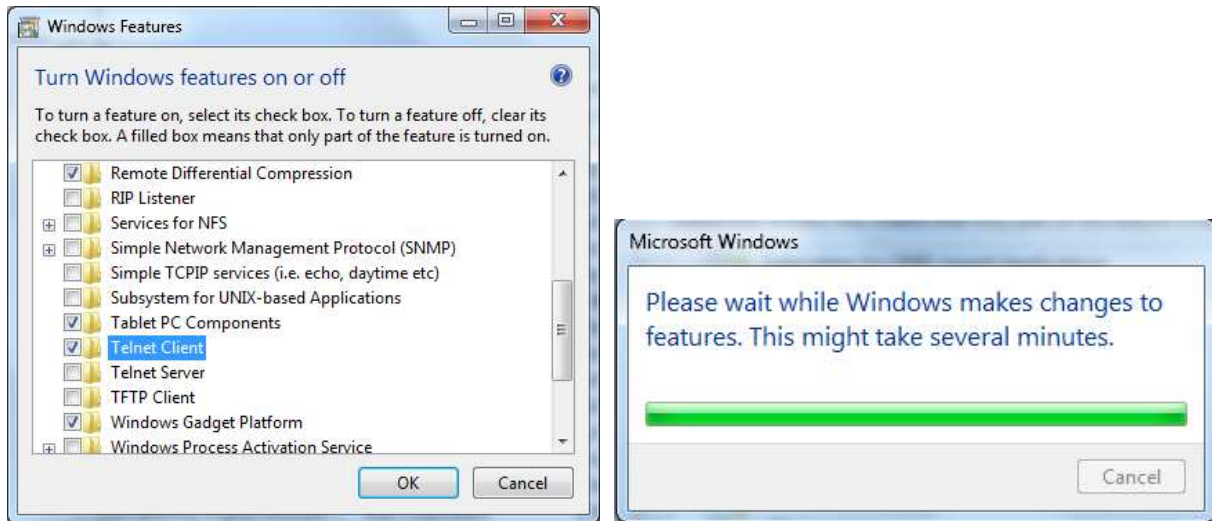 Windows Features
Turn Windows features on or off
To turn a feature on, select its check box. To turn a feature off, clear its
check box. A filled box means that only part of the feature is turned on.
Remote Differential Compression
RIP Listener
Services for NFS
Simple Network Management Protocol (SNMP)
Simple TCPIP services (i.e. echo, daytime etc)
Subsystem for UNIX-based Applications
Tablet PC Components
Telnet Client
Telnet Server
TFTP Client
Windows Gadget Platform
Windows Process Activation Service
OK
Cancel
Microsoft Windows
Please wait while Windows makes changes to
features. This might take several minutes.
Cancel